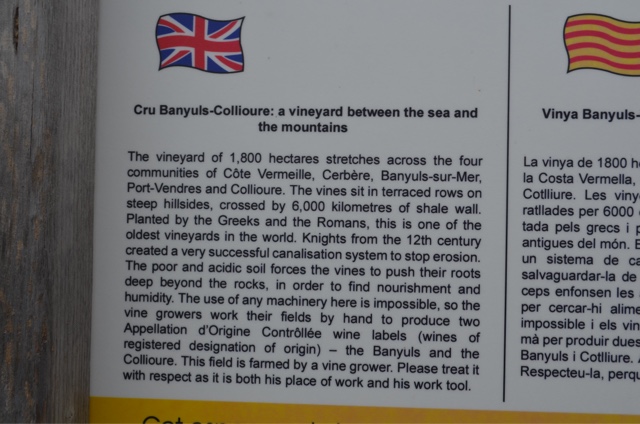 Cru Banyuls-Collioure: a vineyard between the sea and
the mountains
The vineyard of 1,800 hectares stretches across the four
communities of Côte Vermeille, Cerbère, Banyuls-sur-Mer,
Port-Vendres and Collioure. The vines sit in terraced rows on
steep hillsides, crossed by 6,000 kilometres of shale wall.
Planted by the Greeks and the Romans, this is one of the
oldest vineyards in the world. Knights from the 12th century
created a very successful canalisation system to stop erosion.
The poor and acidic soil forces the vines to push their roots
deep beyond the rocks, in order to find nourishment and
humidity. The use of any machinery here is impossible, so the
vine growers work their fields by hand to produce two
Appellation d'Origine Contrôllée wine labels (wines of
registered designation of origin) – the Banyuls and the
Collioure. This field is farmed by a vine grower. Please treat it
with respect as it is both his place of work and his work tool.
Vinya Banyuls-
La vinya de 1800 h
la Costa Vermella,
Cotlliure. Les viny
ratllades per 6000
tada pels grecs i p
antigues del món. E
un sistema de ca
salvaguardar-la de
ceps enfonsen les
per cercar-hi alime
impossible i els vin
mà per produir dues
Banyuls i Cotlliure. 
Respecteu-la, perqu